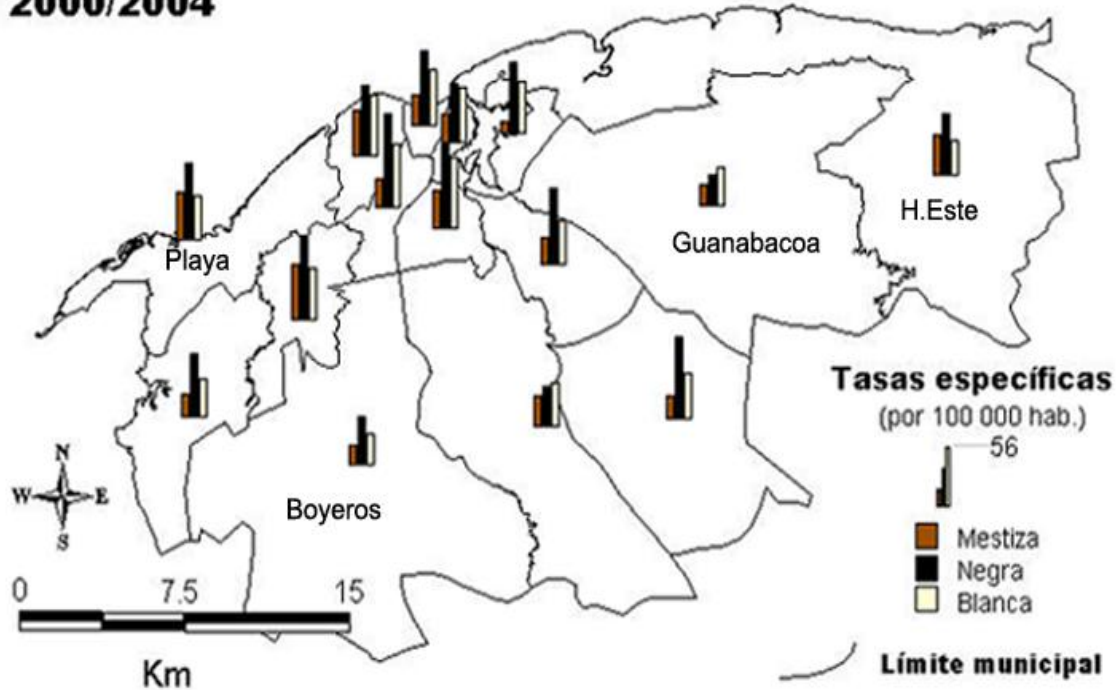 2000/2004
Playa
Guanabacoa
H.Este
Boyeros
N
W E
S
0 7.5 15
Km
Tasas específicas
(por 100 000 hab.)
56
Mestiza
Negra
Blanca
Límite municipal